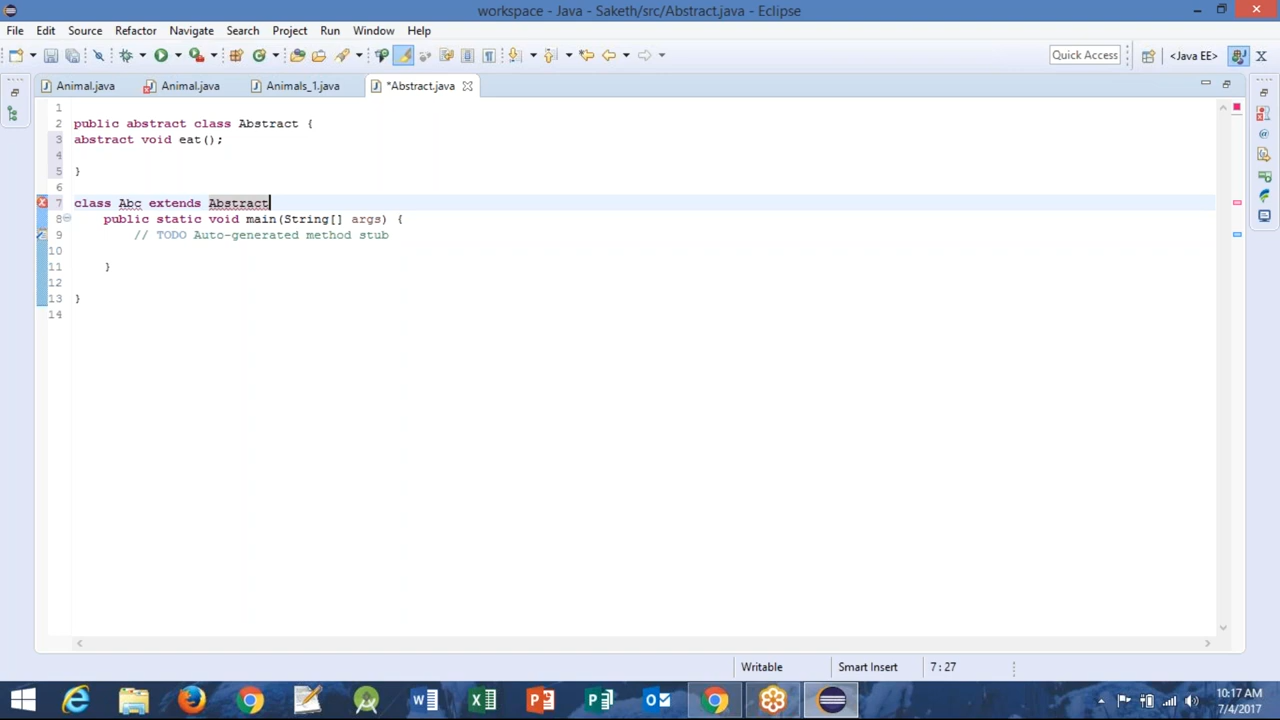 workspace - Java - Saketh/src/Abstract.java - Eclipse
File Edit Source Refactor Navigate Search Project Run Window Help
Quick Access <Java EE>
Animal.java Animal.java Animals_1.java *Abstract.java
1
2 public abstract class Abstract {
3 abstract void eat();
4
5 }
6
7 class Abc extends Abstract
8 public static void main(String[] args) {
9 // TODO Auto-generated method stub
10
11 }
12
13 }
14
Writable Smart Insert 7 : 27
10:17 AM
7/4/2017